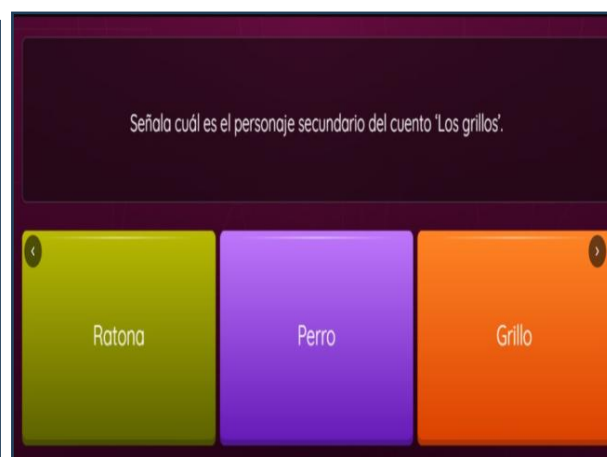 Señala cuál es el personaje secundario del cuento 'Los grillos'.
Ratona
Perro
Grillo